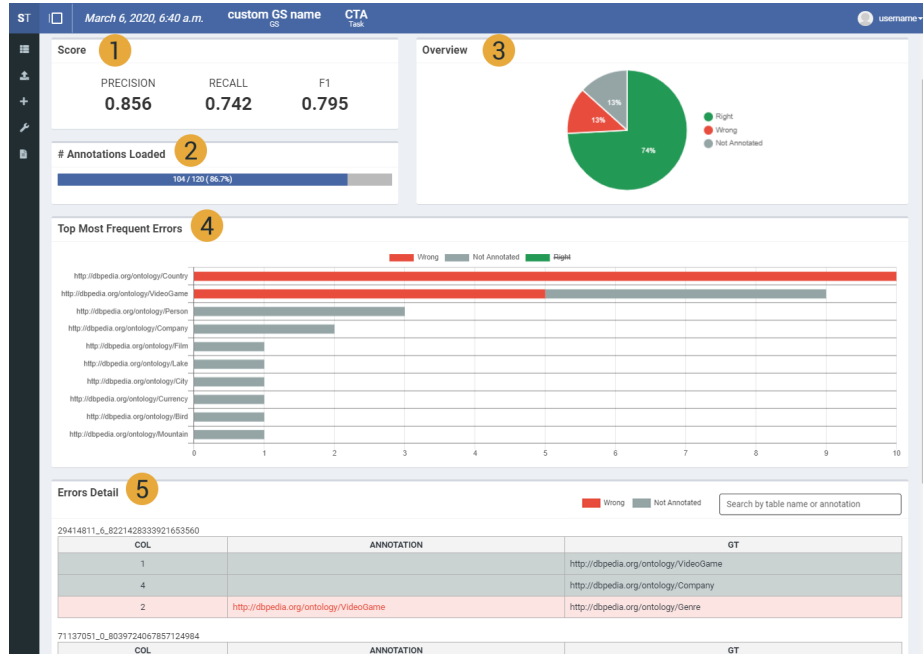 ST March 6, 2020, 6:40 a.m. custom GS name CTA username
GS Task
Score 1
PRECISION RECALL F1
0.856 0.742 0.795
# Annotations Loaded 2
104 / 120 ( 86.7%)
Overview 3
13%
13%
74%
Right
Wrong
Not Annotated
Top Most Frequent Errors 4
Wrong Not Annotated Right
http://dbpedia.org/ontology/Country
http://dbpedia.org/ontology/VideoGame
http://dbpedia.org/ontology/Person
http://dbpedia.org/ontology/Company
http://dbpedia.org/ontology/Film
http://dbpedia.org/ontology/Lake
http://dbpedia.org/ontology/City
http://dbpedia.org/ontology/Currency
http://dbpedia.org/ontology/Bird
http://dbpedia.org/ontology/Mountain
0 1 2 3 4 5 6 7 8 9 10
Errors Detail 5
Wrong Not Annotated Search by table name or annotation
29414811_6_8221428333921653560
COL ANNOTATION GT
1 http://dbpedia.org/ontology/VideoGame
4 http://dbpedia.org/ontology/Company
2 http://dbpedia.org/ontology/VideoGame http://dbpedia.org/ontology/Genre
71137051_0_8039724067857124984
COL ANNOTATION GT